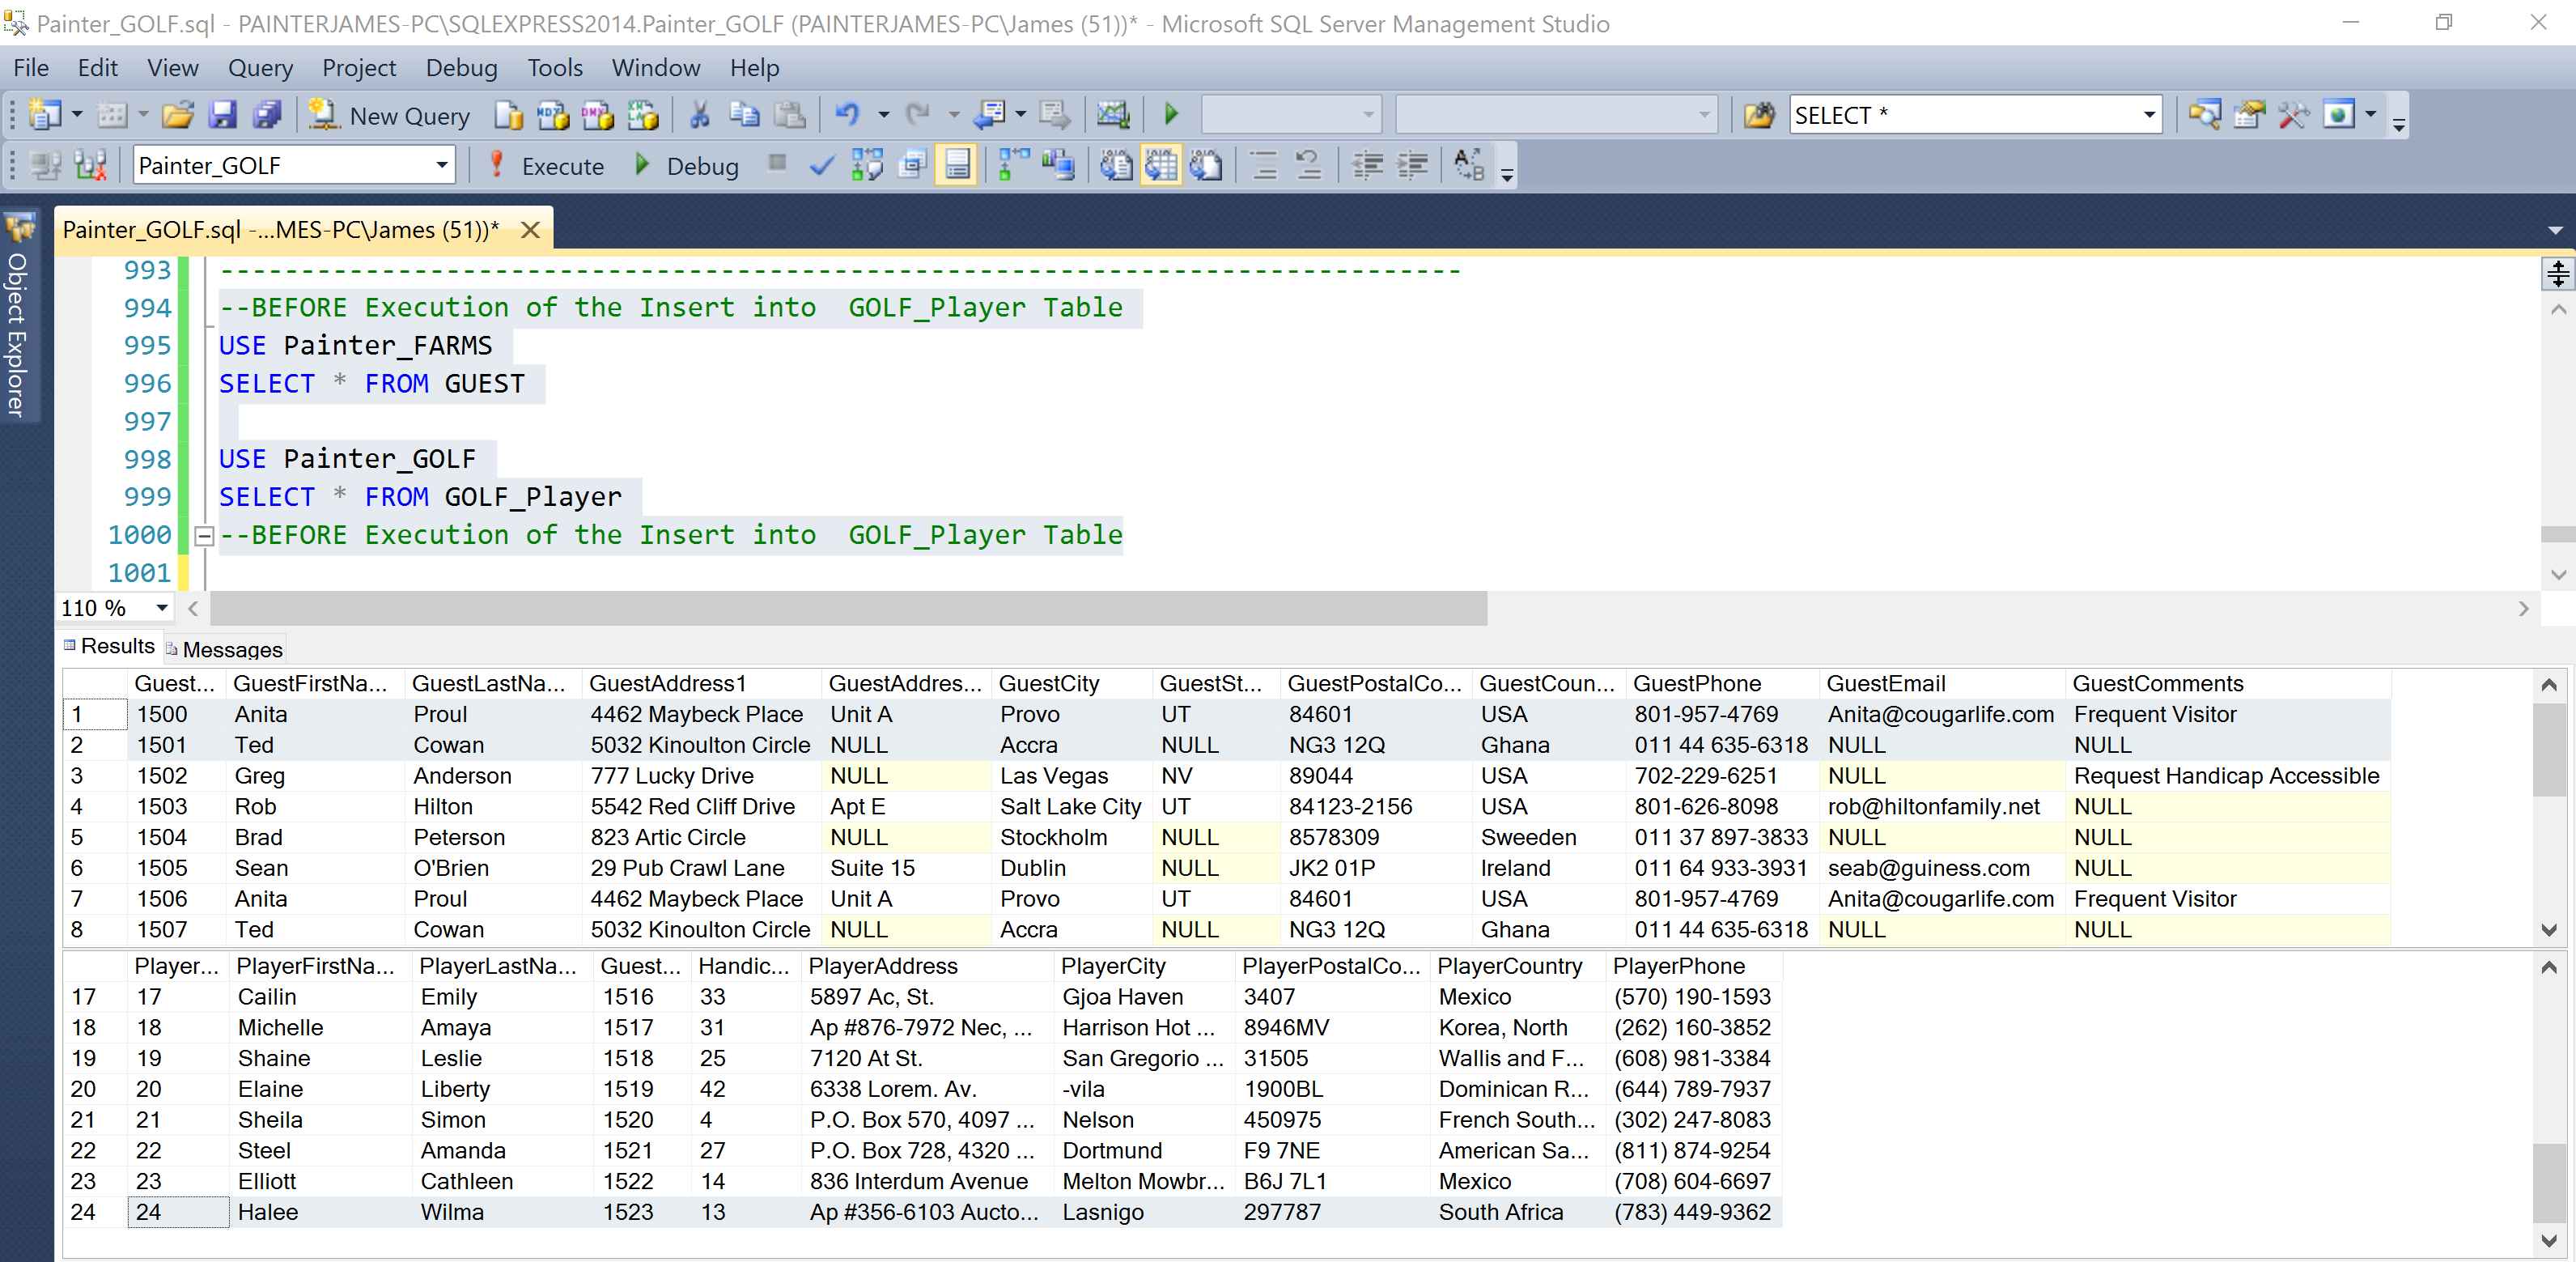 Painter_GOLF.sql - PAINTERJAMES-PC\SQLEXPRESS2014.Painter_GOLF (PAINTERJAMES-PC\James (51))* - Microsoft SQL Server Management Studio
File Edit View Query Project Debug Tools Window Help
New Query MDX DMX XMLA SELECT *
Painter_GOLF Execute Debug
Painter_GOLF.sql -...MES-PC\James (51))*
Object Explorer
993 ------------------------------------------------------------------------------
994 --BEFORE Execution of the Insert into  GOLF_Player Table
995 USE Painter_FARMS
996 SELECT * FROM GUEST
997
998 USE Painter_GOLF
999 SELECT * FROM GOLF_Player
1000 --BEFORE Execution of the Insert into  GOLF_Player Table
1001
110 %
Results Messages
Guest... GuestFirstNa... GuestLastNa... GuestAddress1 GuestAddres... GuestCity GuestSt... GuestPostalCo... GuestCoun... GuestPhone GuestEmail GuestComments
1 1500 Anita Proul 4462 Maybeck Place Unit A Provo UT 84601 USA 801-957-4769 Anita@cougarlife.com Frequent Visitor
2 1501 Ted Cowan 5032 Kinoulton Circle NULL Accra NULL NG3 12Q Ghana 011 44 635-6318 NULL NULL
3 1502 Greg Anderson 777 Lucky Drive NULL Las Vegas NV 89044 USA 702-229-6251 NULL Request Handicap Accessible
4 1503 Rob Hilton 5542 Red Cliff Drive Apt E Salt Lake City UT 84123-2156 USA 801-626-8098 rob@hiltonfamily.net NULL
5 1504 Brad Peterson 823 Artic Circle NULL Stockholm NULL 8578309 Sweeden 011 37 897-3833 NULL NULL
6 1505 Sean O'Brien 29 Pub Crawl Lane Suite 15 Dublin NULL JK2 01P Ireland 011 64 933-3931 seab@guiness.com NULL
7 1506 Anita Proul 4462 Maybeck Place Unit A Provo UT 84601 USA 801-957-4769 Anita@cougarlife.com Frequent Visitor
8 1507 Ted Cowan 5032 Kinoulton Circle NULL Accra NULL NG3 12Q Ghana 011 44 635-6318 NULL NULL
Player... PlayerFirstNa... PlayerLastNa... Guest... Handic... PlayerAddress PlayerCity PlayerPostalCo... PlayerCountry PlayerPhone
17 17 Cailin Emily 1516 33 5897 Ac, St. Gjoa Haven 3407 Mexico (570) 190-1593
18 18 Michelle Amaya 1517 31 Ap #876-7972 Nec, ... Harrison Hot ... 8946MV Korea, North (262) 160-3852
19 19 Shaine Leslie 1518 25 7120 At St. San Gregorio ... 31505 Wallis and F... (608) 981-3384
20 20 Elaine Liberty 1519 42 6338 Lorem. Av. -vila 1900BL Dominican R... (644) 789-7937
21 21 Sheila Simon 1520 4 P.O. Box 570, 4097 ... Nelson 450975 French South... (302) 247-8083
22 22 Steel Amanda 1521 27 P.O. Box 728, 4320 ... Dortmund F9 7NE American Sa... (811) 874-9254
23 23 Elliott Cathleen 1522 14 836 Interdum Avenue Melton Mowbr... B6J 7L1 Mexico (708) 604-6697
24 24 Halee Wilma 1523 13 Ap #356-6103 Aucto... Lasnigo 297787 South Africa (783) 449-9362